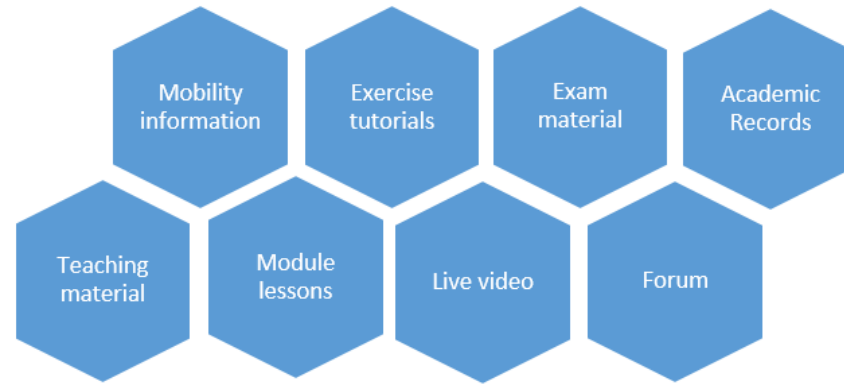 Mobility
information
Exercise
tutorials
Exam
material
Academic
Records
Teaching
material
Module
lessons
Live video
Forum